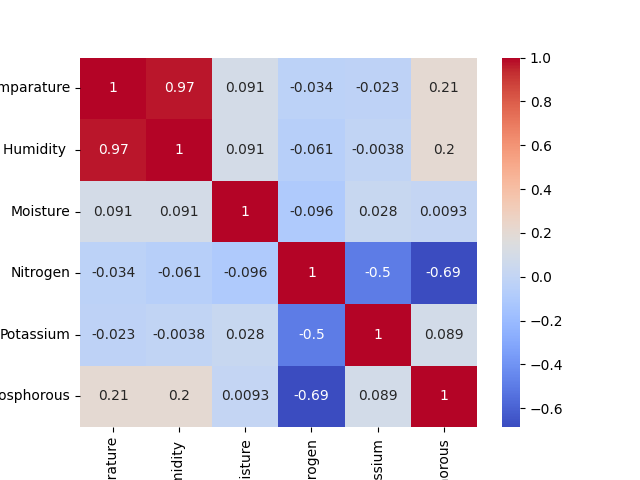 mparature 1 0.97 0.091 -0.034 -0.023 0.21
Humidity 0.97 1 0.091 -0.061 -0.0038 0.2
Moisture 0.091 0.091 1 -0.096 0.028 0.0093
Nitrogen -0.034 -0.061 -0.096 1 -0.5 -0.69
Potassium -0.023 -0.0038 0.028 -0.5 1 0.089
osphorous 0.21 0.2 0.0093 -0.69 0.089 1
rature
midity
isture
rogen
ssium
orous
1.0
0.8
0.6
0.4
0.2
0.0
−0.2
−0.4
−0.6